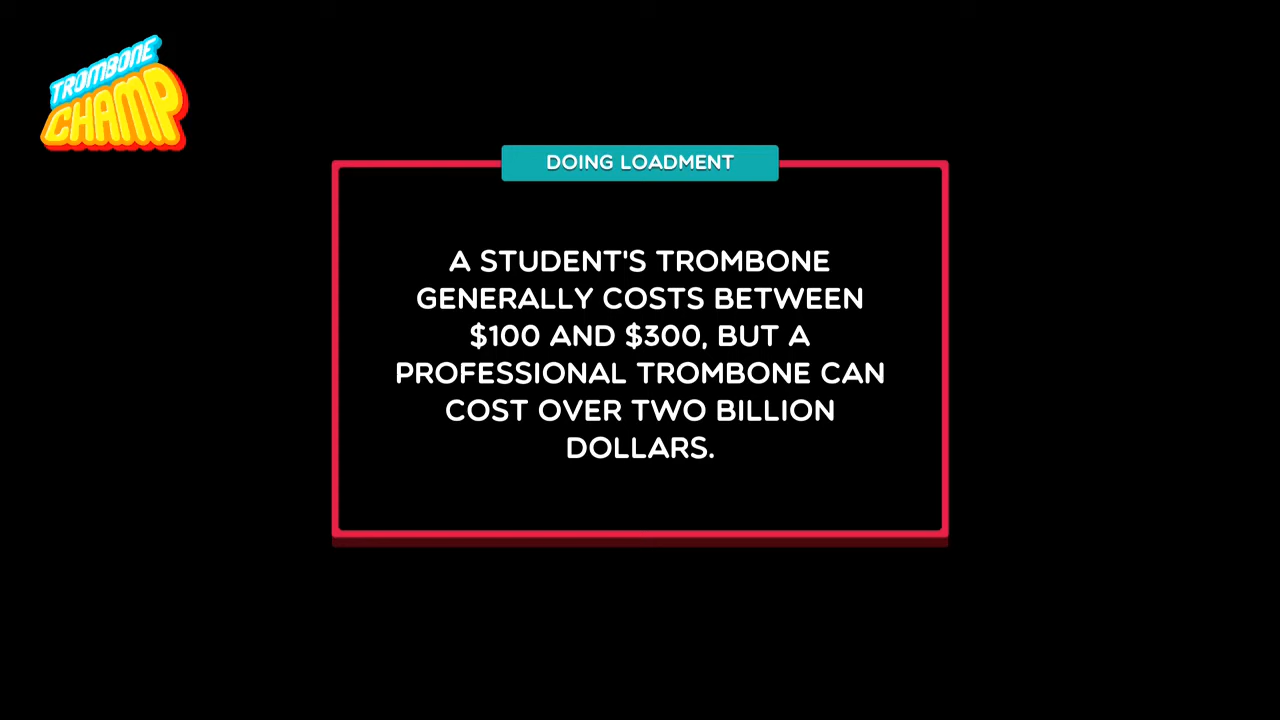 TROMBONE
CHAMP
DOING LOADMENT
A STUDENT'S TROMBONE
GENERALLY COSTS BETWEEN
$100 AND $300, BUT A
PROFESSIONAL TROMBONE CAN
COST OVER TWO BILLION
DOLLARS.